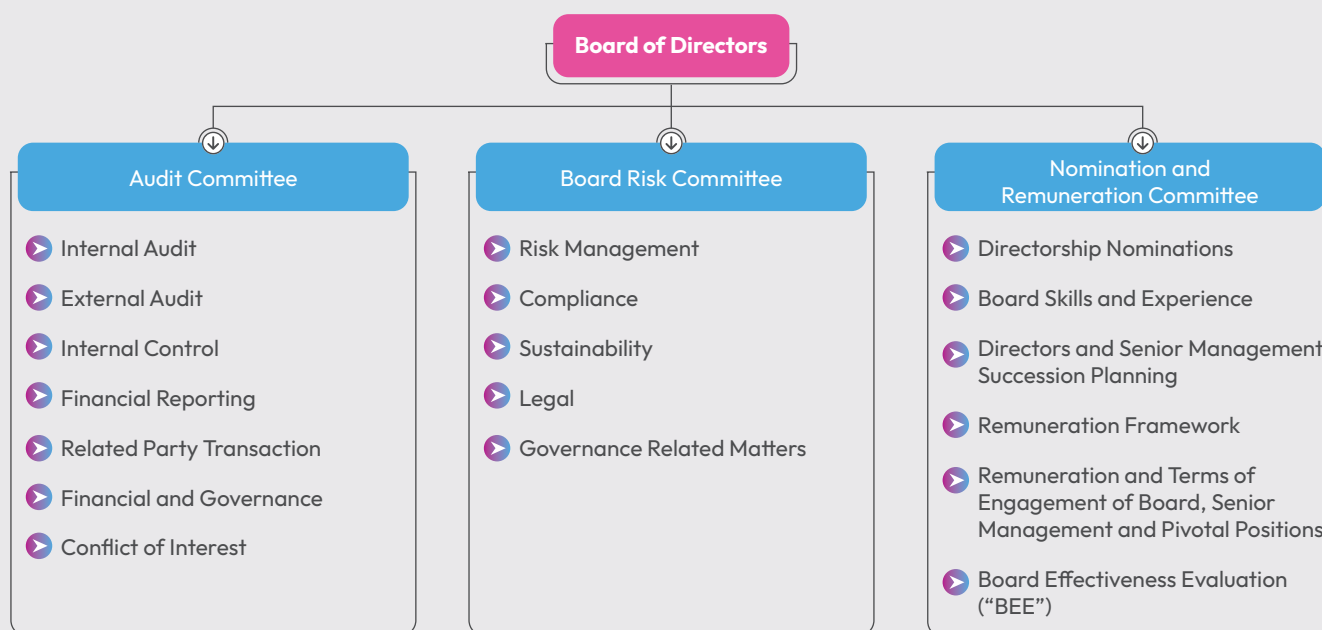 Board of Directors
Audit Committee
Internal Audit
External Audit
Internal Control
Financial Reporting
Related Party Transaction
Financial and Governance
Conflict of Interest
Board Risk Committee
Risk Management
Compliance
Sustainability
Legal
Governance Related Matters
Nomination and
Remuneration Committee
Directorship Nominations
Board Skills and Experience
Directors and Senior Management
Succession Planning
Remuneration Framework
Remuneration and Terms of
Engagement of Board, Senior
Management and Pivotal Positions
Board Effectiveness Evaluation
(“BEE”)